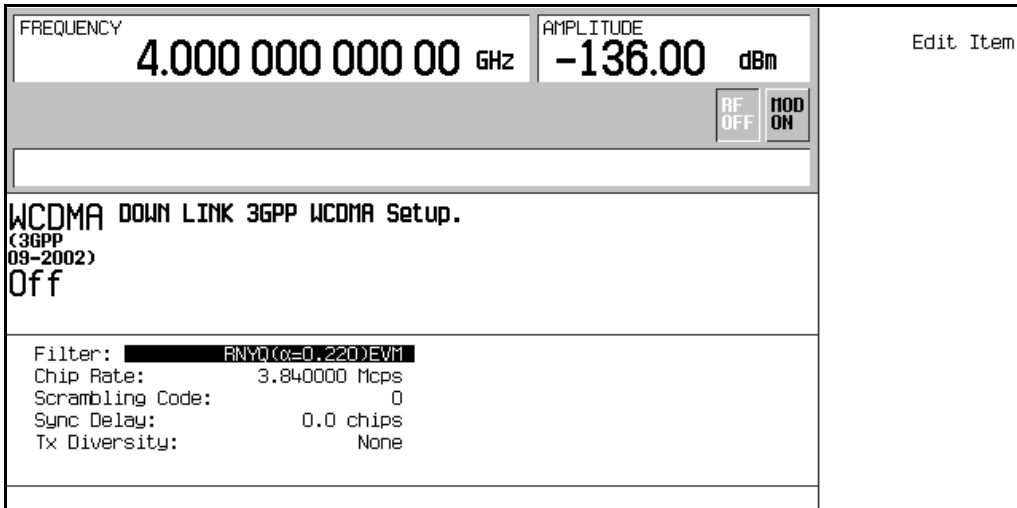 FREQUENCY
4.000 000 000 00 GHz
AMPLITUDE
-136.00 dBm
Edit Item
RF OFF
MOD ON
WCDMA DOWN LINK 3GPP WCDMA Setup.
(3GPP
09-2002)
Off
Filter: RNYQ(α=0.220)EVM
Chip Rate: 3.840000 Mcps
Scrambling Code: 0
Sync Delay: 0.0 chips
Tx Diversity: None